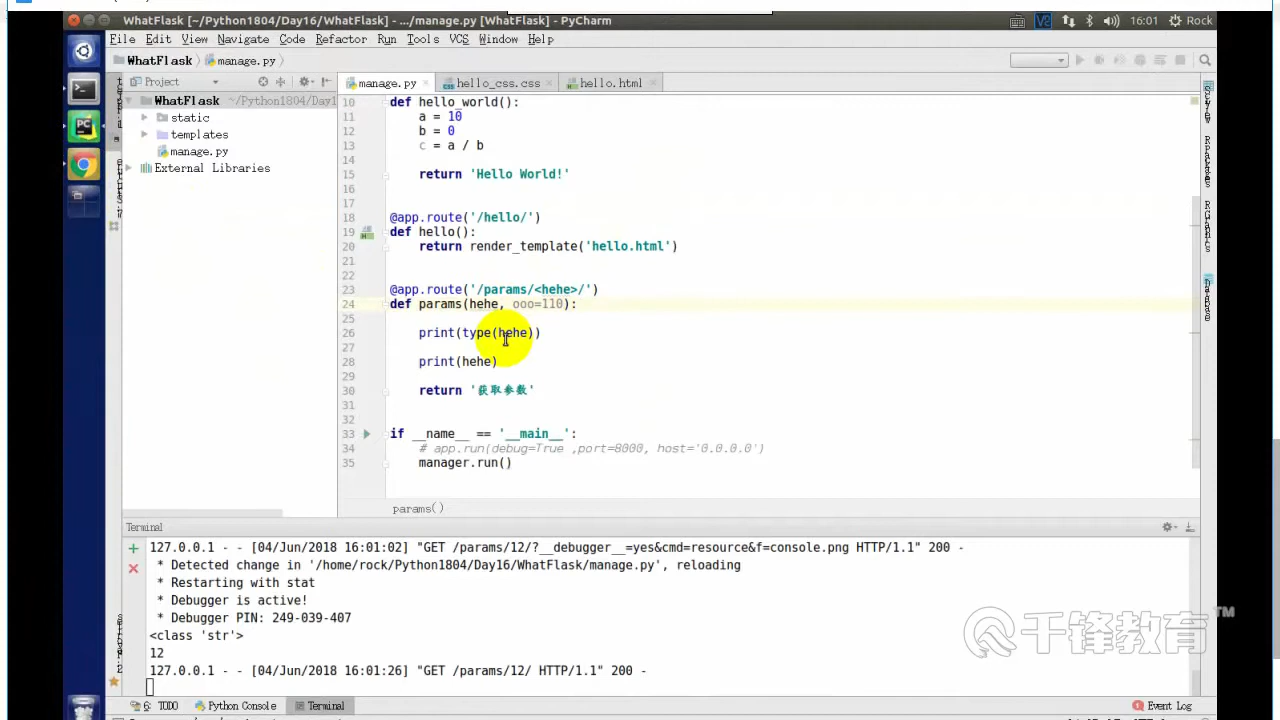 WhatFlask [~/Python1804/Day16/WhatFlask] - .../manage.py [WhatFlask] - PyCharm
16:01 Rock
File Edit View Navigate Code Refactor Run Tools VCS Window Help
WhatFlask manage.py
Project
manage.py hello_css.css hello.html
WhatFlask ~/Python1804/Day1
static
templates
manage.py
External Libraries
10 def hello_world():
11 a = 10
12 b = 0
13 c = a / b
14
15 return 'Hello World!'
16
17
18 @app.route('/hello/')
19 def hello():
20 return render_template('hello.html')
21
22
23 @app.route('/params/<hehe>/')
24 def params(hehe, ooo=110):
25
26 print(type(hehe))
27
28 print(hehe)
29
30 return '获取参数'
31
32
33 if __name__ == '__main__':
34 # app.run(debug=True ,port=8000, host='0.0.0.0')
35 manager.run()
params()
Terminal
127.0.0.1 - - [04/Jun/2018 16:01:02] "GET /params/12/?__debugger__=yes&cmd=resource&f=console.png HTTP/1.1" 200 -
* Detected change in '/home/rock/Python1804/Day16/WhatFlask/manage.py', reloading
* Restarting with stat
* Debugger is active!
* Debugger PIN: 249-039-407
<class 'str'>
12
127.0.0.1 - - [04/Jun/2018 16:01:26] "GET /params/12/ HTTP/1.1" 200 -
千锋教育™
6: TODO Python Console Terminal Event Log